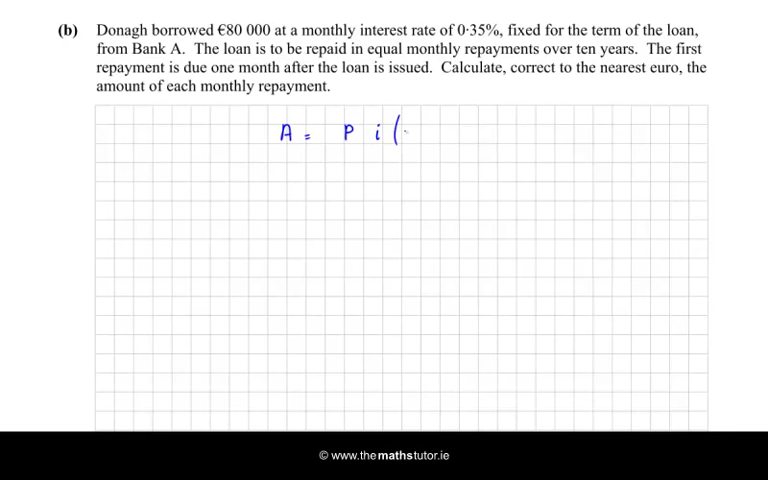 (b) Donagh borrowed €80 000 at a monthly interest rate of 0·35%, fixed for the term of the loan,
from Bank A. The loan is to be repaid in equal monthly repayments over ten years. The first
repayment is due one month after the loan is issued. Calculate, correct to the nearest euro, the
amount of each monthly repayment.
A = P i (
© www.themathstutor.ie